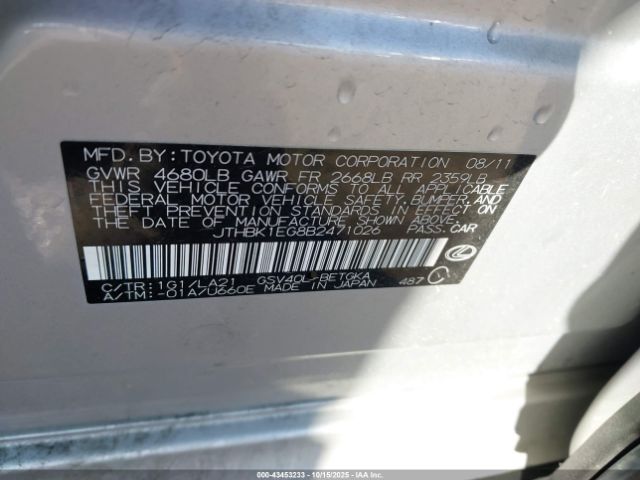 MFD. BY: TOYOTA MOTOR CORPORATION 08/11
GVWR 4680LB GAWR FR 2668LB RR 2359LB
THIS VEHICLE CONFORMS TO ALL APPLICABLE
FEDERAL MOTOR VEHICLE SAFETY, BUMPER, AND
THEFT PREVENTION STANDARDS IN EFFECT ON
THE DATE OF MANUFACTURE SHOWN ABOVE.
JTHBK1EG8B2471026 PASS. CAR
C/TR: 1G1/LA21 GSV40L-BETGKA 487 C
A/TM: -01A/U660E MADE IN JAPAN
000-43453233 - 10/15/2025 - IAAI.COM